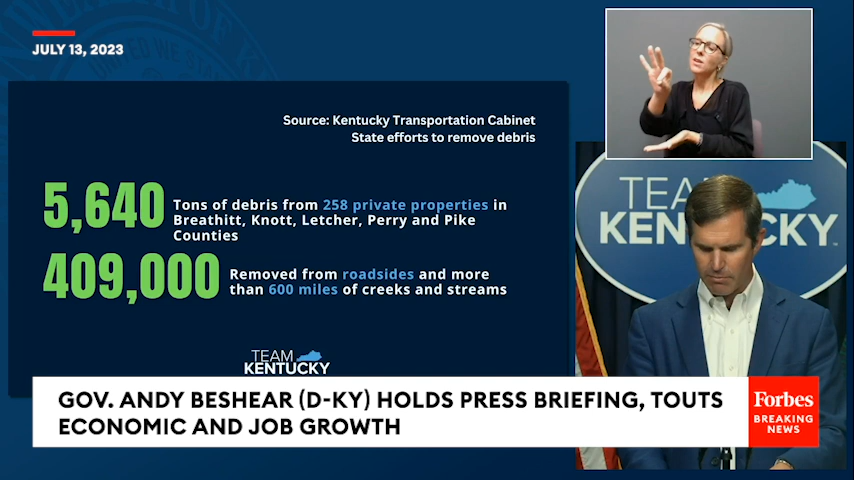 JULY 13, 2023
Source: Kentucky Transportation Cabinet
State efforts to remove debris
5,640
Tons of debris from 258 private properties in
Breathitt, Knott, Letcher, Perry and Pike
Counties
409,000
Removed from roadsides and more
than 600 miles of creeks and streams
TEAM
KENTUCKY
TEAM
KENTUCKY
GOV. ANDY BESHEAR (D-KY) HOLDS PRESS BRIEFING, TOUTS
ECONOMIC AND JOB GROWTH
Forbes
BREAKING
NEWS